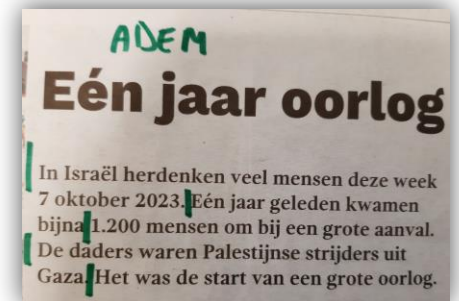 ADEM
Eén jaar oorlog
In Israël herdenken veel mensen deze week
7 oktober 2023. Eén jaar geleden kwamen
bijna 1.200 mensen om bij een grote aanval.
De daders waren Palestijnse strijders uit
Gaza. Het was de start van een grote oorlog.